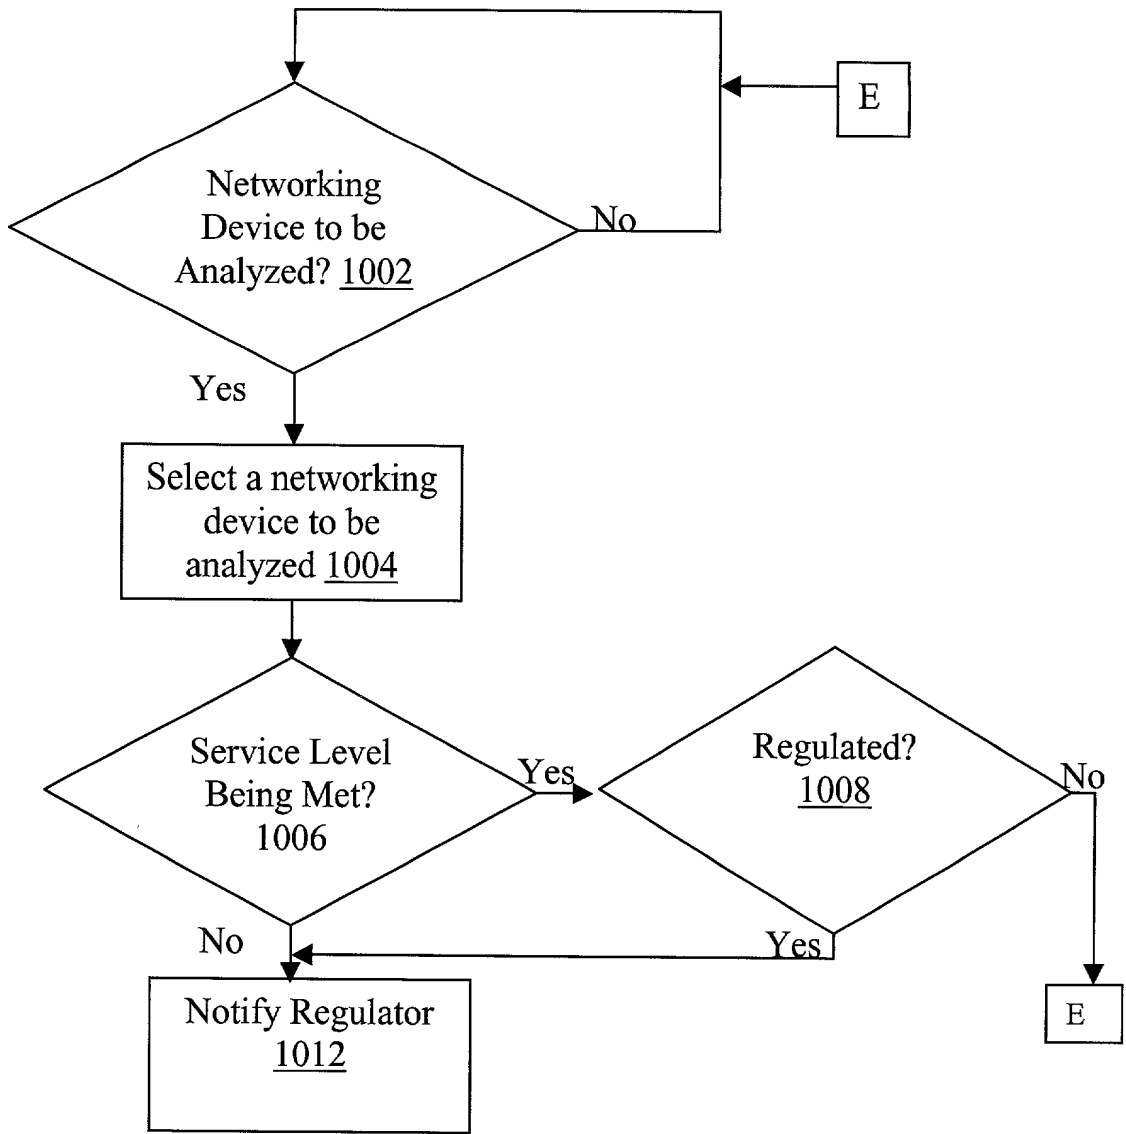 E
Networking
Device to be
Analyzed? 1002
No
Yes
Select a networking
device to be
analyzed 1004
Service Level
Being Met?
1006
Yes
Regulated?
1008
No
No
Yes
Notify Regulator
1012
E